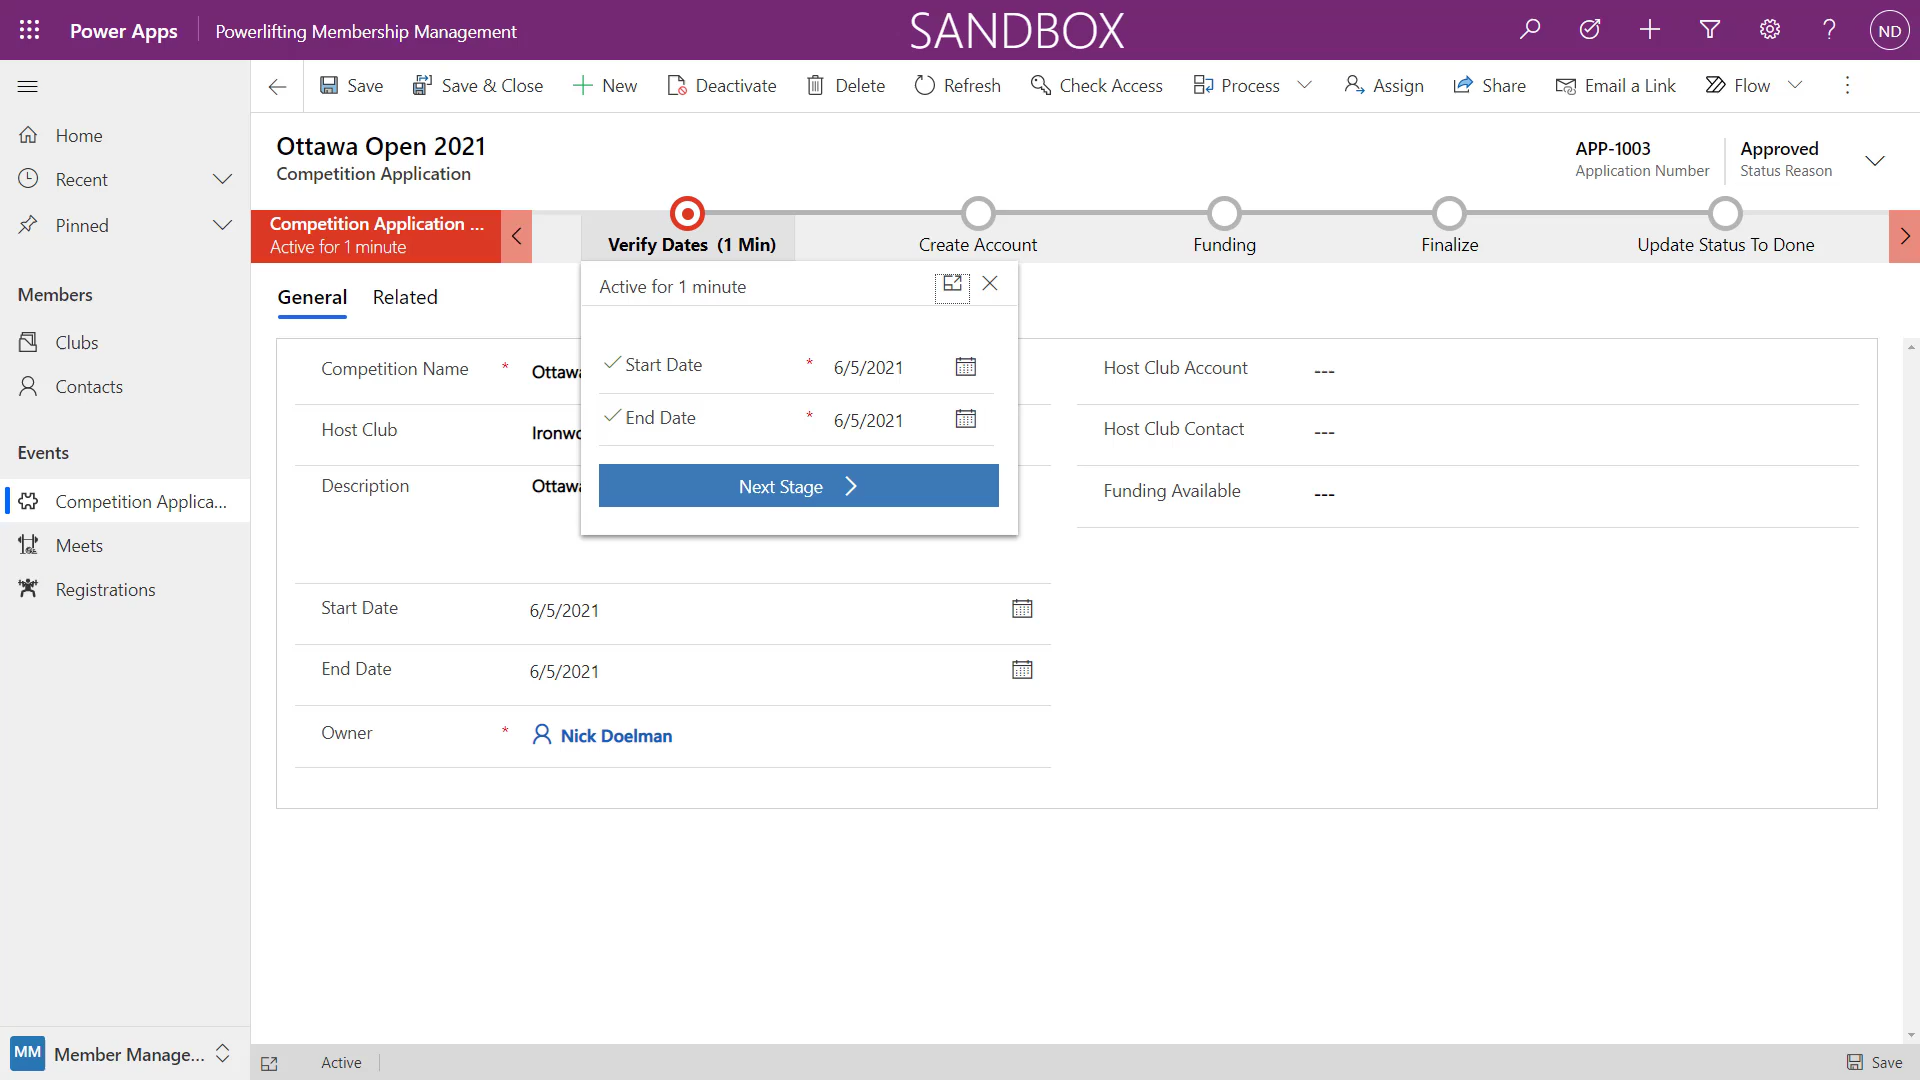 Power Apps
Powerlifting Membership Management
SANDBOX
ND
Save
Save & Close
New
Deactivate
Delete
Refresh
Check Access
Process
Assign
Share
Email a Link
Flow
Home
Recent
Pinned
Members
Clubs
Contacts
Events
Competition Applica...
Meets
Registrations
MM
Member Manage...
Ottawa Open 2021
Competition Application
APP-1003
Application Number
Approved
Status Reason
Competition Application ...
Active for 1 minute
Verify Dates (1 Min)
Create Account
Funding
Finalize
Update Status To Done
General
Related
Active for 1 minute
Start Date * 6/5/2021
End Date * 6/5/2021
Next Stage
Competition Name *
Host Club
Description
Start Date 6/5/2021
End Date 6/5/2021
Owner * Nick Doelman
Host Club Account ---
Host Club Contact ---
Funding Available ---
Active
Save